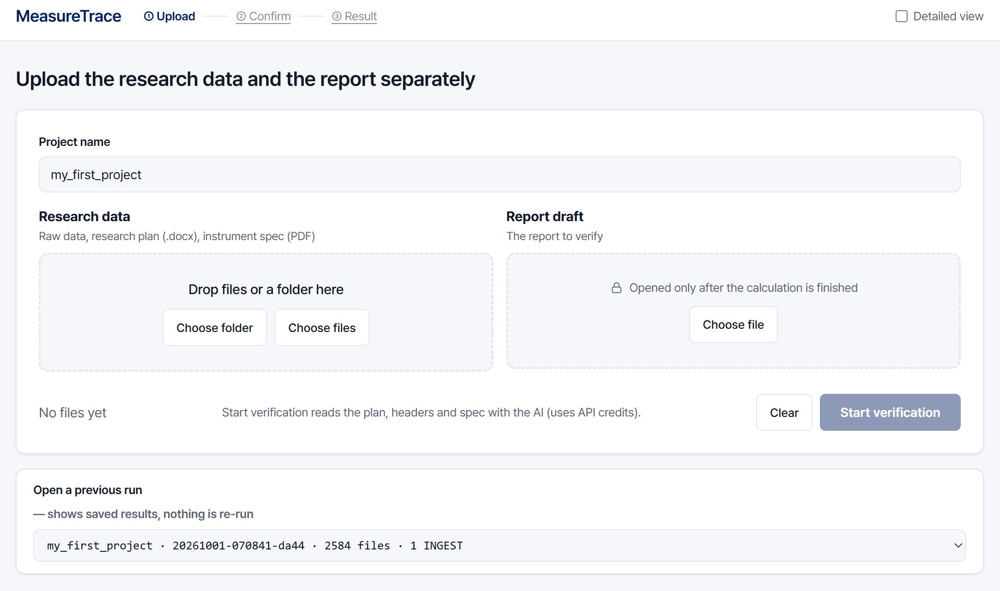 MeasureTrace
① Upload
② Confirm
③ Result
Detailed view
Upload the research data and the report separately
Project name
my_first_project
Research data
Raw data, research plan (.docx), instrument spec (PDF)
Drop files or a folder here
Choose folder
Choose files
Report draft
The report to verify
Opened only after the calculation is finished
Choose file
No files yet
Start verification reads the plan, headers and spec with the AI (uses API credits).
Clear
Start verification
Open a previous run
— shows saved results, nothing is re-run
my_first_project · 20261001-070841-da44 · 2584 files · 1 INGEST